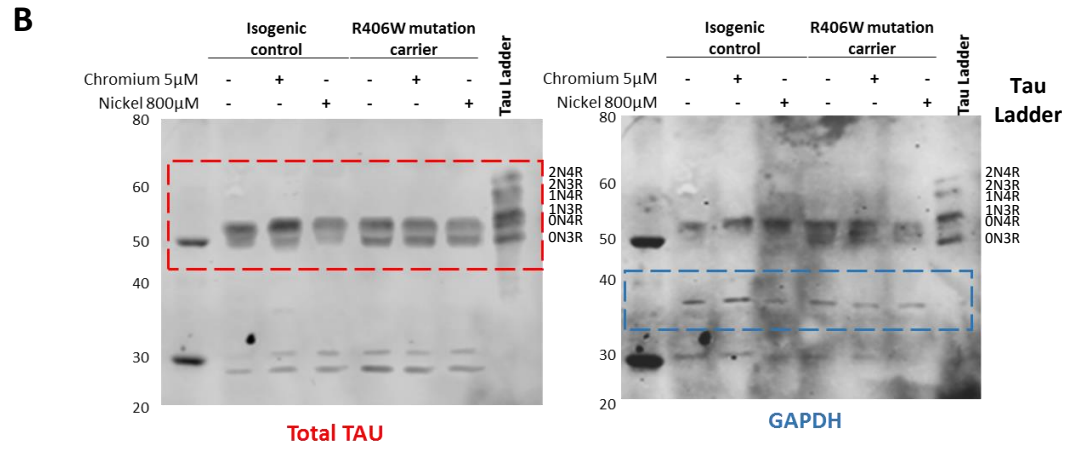 B
Isogenic
control
R406W mutation
carrier
Tau Ladder
Chromium 5µM - + - - + -
Nickel 800µM - - + - - +
80
60
50
40
30
20
2N4R
2N3R
1N4R
1N3R
0N4R
0N3R
Total TAU
Isogenic
control
R406W mutation
carrier
Tau Ladder
Tau
Ladder
Chromium 5µM - + - - + -
Nickel 800µM - - + - - +
80
60
50
40
30
20
2N4R
2N3R
1N4R
1N3R
0N4R
0N3R
GAPDH